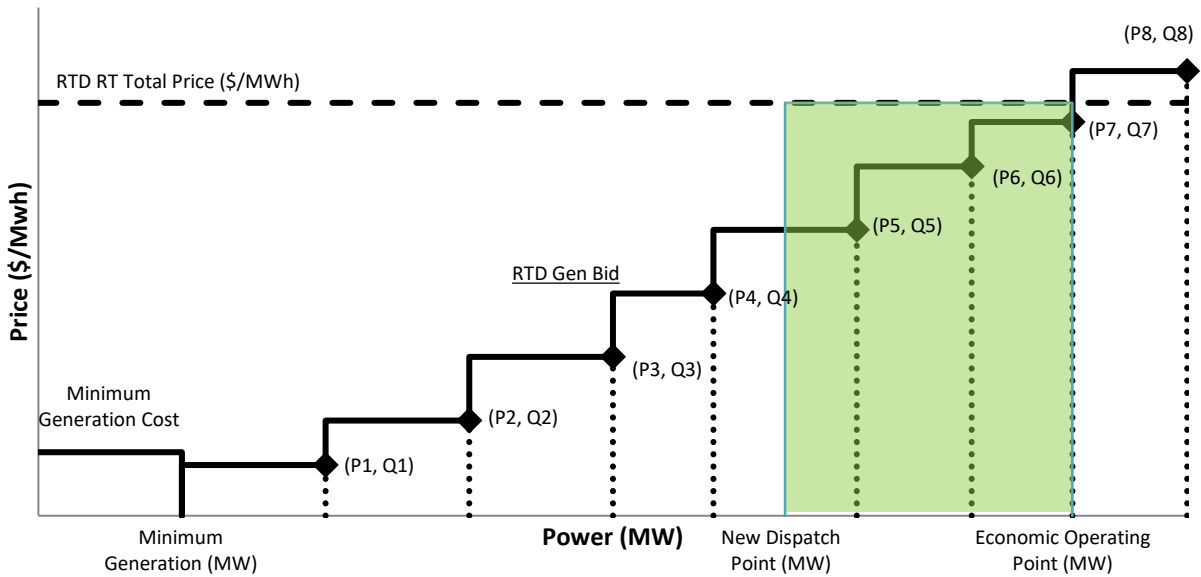 (P8, Q8)
RTD RT Total Price ($/MWh)
(P7, Q7)
(P6, Q6)
(P5, Q5)
RTD Gen Bid
(P4, Q4)
(P3, Q3)
Price ($/Mwh)
Minimum
Generation Cost
(P2, Q2)
(P1, Q1)
Minimum
Generation (MW)
Power (MW)
New Dispatch
Point (MW)
Economic Operating
Point (MW)